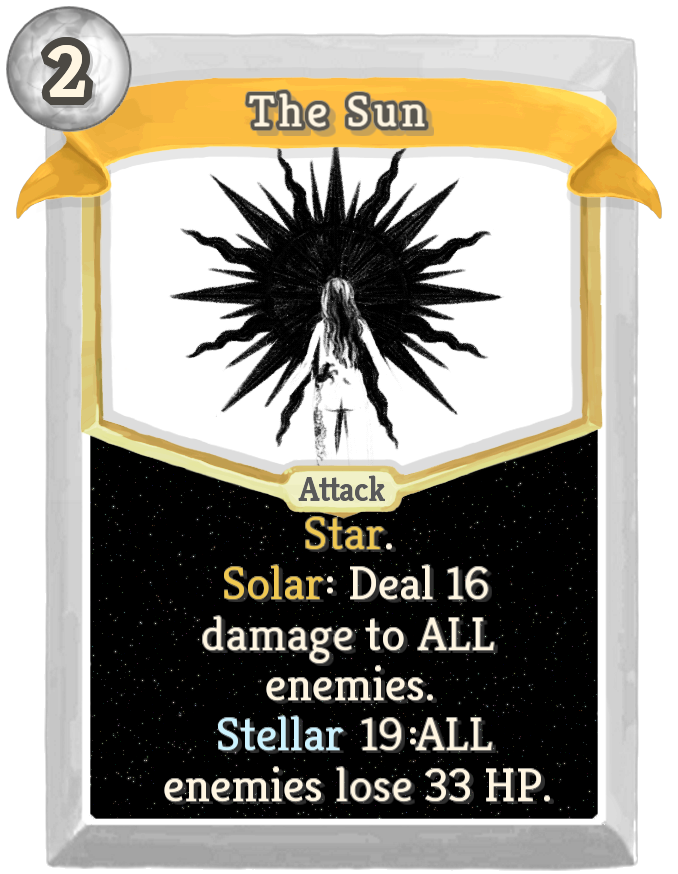 2
The Sun
Attack
Star.
Solar: Deal 16
damage to ALL
enemies.
Stellar 19:ALL
enemies lose 33 HP.